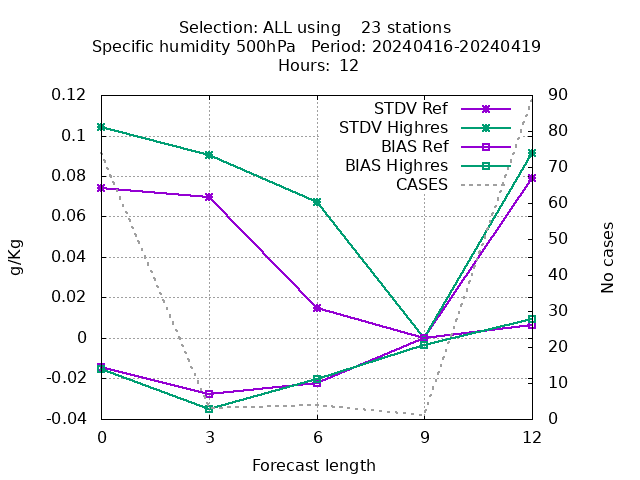 Selection: ALL using    23 stations
Specific humidity 500hPa   Period: 20240416-20240419
Hours:  12
0.12
0.1
0.08
0.06
0.04
0.02
0
-0.02
-0.04
g/Kg
STDV Ref
STDV Highres
BIAS Ref
BIAS Highres
CASES
90
80
70
60
50
40
30
20
10
0
No cases
0
3
6
9
12
Forecast length